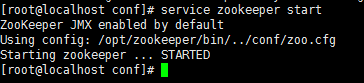 [root@localhost conf]# service zookeeper start
ZooKeeper JMX enabled by default
Using config: /opt/zookeeper/bin/../conf/zoo.cfg
Starting zookeeper ... STARTED
[root@localhost conf]#